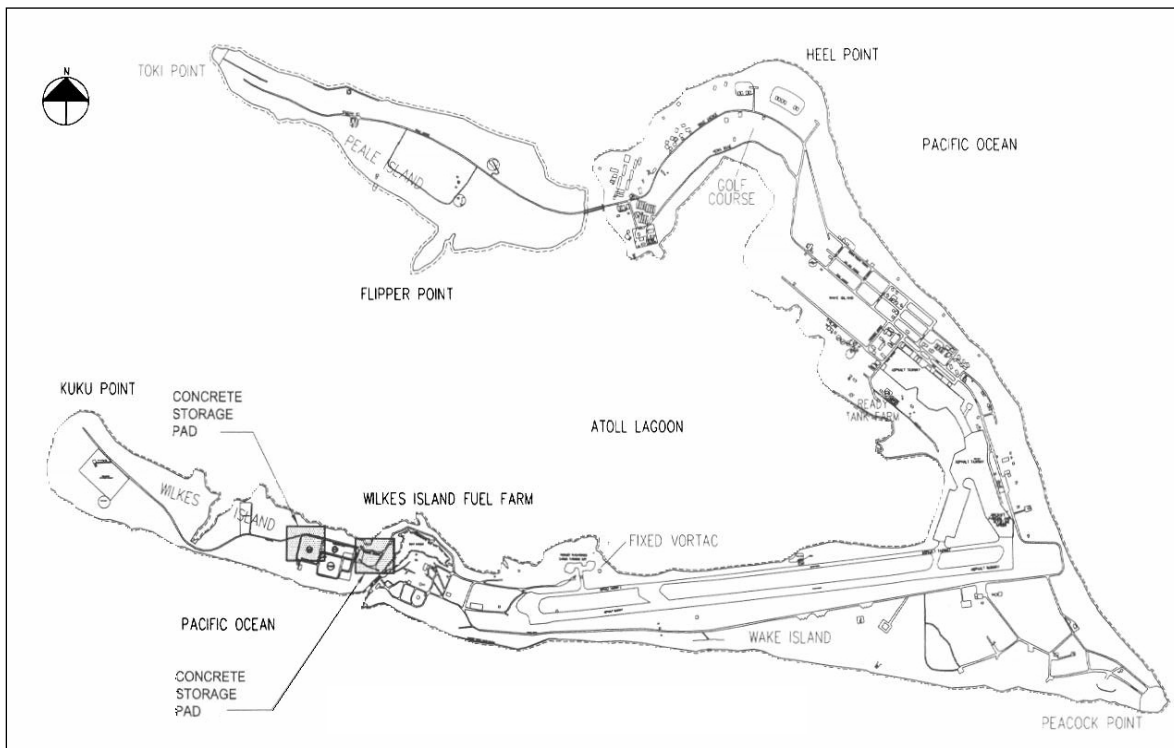 HEEL POINT
N
TOKI POINT
PACIFIC OCEAN
PEALE ISLAND
GOLF
COURSE
FLIPPER POINT
WAKE ISLAND
KUKU POINT
CONCRETE
STORAGE
PAD
READY
TANK FARM
ATOLL LAGOON
WILKES
ISLAND
WILKES ISLAND FUEL FARM
FIXED VORTAC
PACIFIC OCEAN
WAKE ISLAND
CONCRETE
STORAGE
PAD
PEACOCK POINT